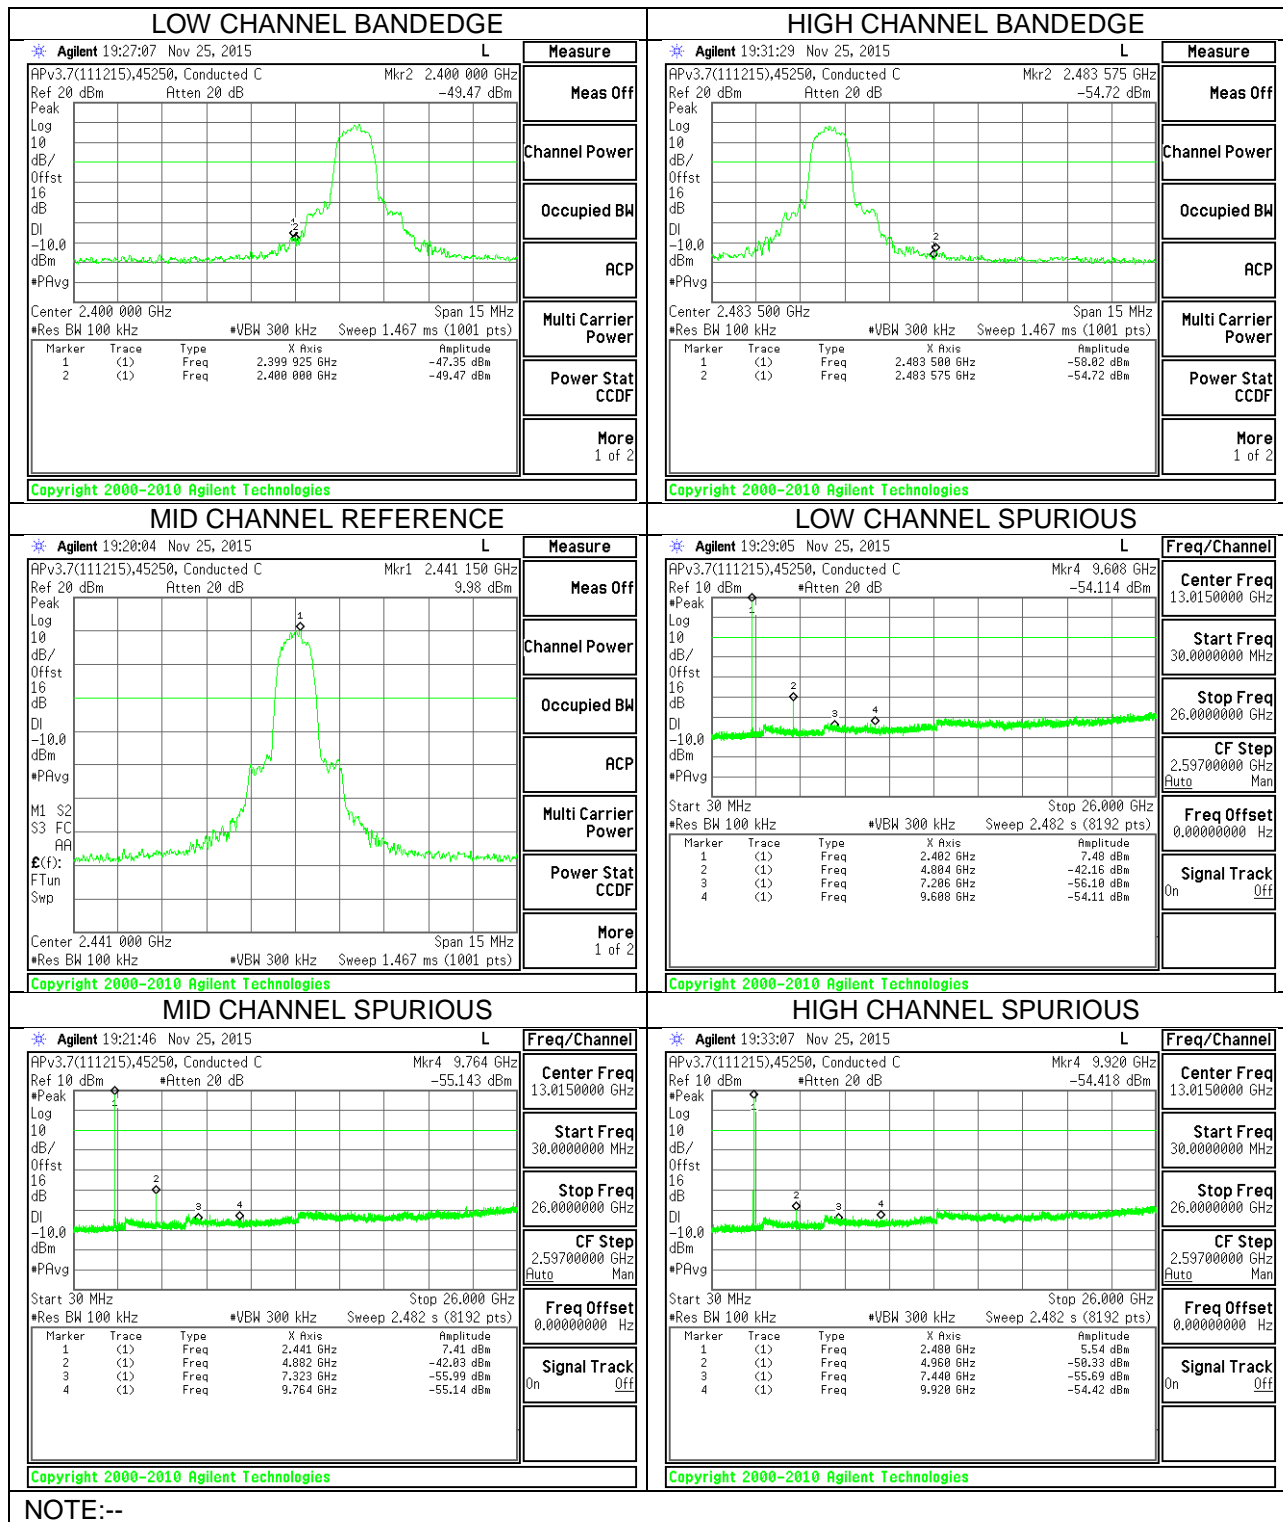 LOW CHANNEL BANDEDGE
Agilent 19:27:07 Nov 25, 2015 L
APv3.7(111215),45250, Conducted C Mkr2 2.400 000 GHz
Ref 20 dBm Atten 20 dB -49.47 dBm
Peak
Log
10
dB/
Offst
16
dB
DI
-10.0
dBm
#PAvg
1
2
Center 2.400 000 GHz Span 15 MHz
#Res BW 100 kHz #VBW 300 kHz Sweep 1.467 ms (1001 pts)
Marker Trace Type X Axis Amplitude
1 (1) Freq 2.399 925 GHz -47.35 dBm
2 (1) Freq 2.400 000 GHz -49.47 dBm
Measure
Meas Off
Channel Power
Occupied BW
ACP
Multi Carrier
Power
Power Stat
CCDF
More
1 of 2
Copyright 2000-2010 Agilent Technologies
HIGH CHANNEL BANDEDGE
Agilent 19:31:29 Nov 25, 2015 L
APv3.7(111215),45250, Conducted C Mkr2 2.483 575 GHz
Ref 20 dBm Atten 20 dB -54.72 dBm
Peak
Log
10
dB/
Offst
16
dB
DI
-10.0
dBm
#PAvg
2
Center 2.483 500 GHz Span 15 MHz
#Res BW 100 kHz #VBW 300 kHz Sweep 1.467 ms (1001 pts)
Marker Trace Type X Axis Amplitude
1 (1) Freq 2.483 500 GHz -58.02 dBm
2 (1) Freq 2.483 575 GHz -54.72 dBm
Measure
Meas Off
Channel Power
Occupied BW
ACP
Multi Carrier
Power
Power Stat
CCDF
More
1 of 2
Copyright 2000-2010 Agilent Technologies
MID CHANNEL REFERENCE
Agilent 19:20:04 Nov 25, 2015 L
APv3.7(111215),45250, Conducted C Mkr1 2.441 150 GHz
Ref 20 dBm Atten 20 dB 9.98 dBm
Peak
Log
10
dB/
Offst
16
dB
DI
-10.0
dBm
#PAvg
M1 S2
S3 FC
AA
£(f):
FTun
Swp
1
Center 2.441 000 GHz Span 15 MHz
#Res BW 100 kHz #VBW 300 kHz Sweep 1.467 ms (1001 pts)
Measure
Meas Off
Channel Power
Occupied BW
ACP
Multi Carrier
Power
Power Stat
CCDF
More
1 of 2
Copyright 2000-2010 Agilent Technologies
LOW CHANNEL SPURIOUS
Agilent 19:29:05 Nov 25, 2015 L
APv3.7(111215),45250, Conducted C Mkr4 9.608 GHz
Ref 10 dBm #Atten 20 dB -54.114 dBm
#Peak
Log
10
dB/
Offst
16
dB
DI
-10.0
dBm
#PAvg
1
2
3
4
Start 30 MHz Stop 26.000 GHz
#Res BW 100 kHz #VBW 300 kHz Sweep 2.482 s (8192 pts)
Marker Trace Type X Axis Amplitude
1 (1) Freq 2.402 GHz 7.48 dBm
2 (1) Freq 4.804 GHz -42.16 dBm
3 (1) Freq 7.206 GHz -56.10 dBm
4 (1) Freq 9.608 GHz -54.11 dBm
Freq/Channel
Center Freq
13.0150000 GHz
Start Freq
30.0000000 MHz
Stop Freq
26.0000000 GHz
CF Step
2.59700000 GHz
Auto Man
Freq Offset
0.00000000 Hz
Signal Track
On Off
Copyright 2000-2010 Agilent Technologies
MID CHANNEL SPURIOUS
Agilent 19:21:46 Nov 25, 2015 L
APv3.7(111215),45250, Conducted C Mkr4 9.764 GHz
Ref 10 dBm #Atten 20 dB -55.143 dBm
#Peak
Log
10
dB/
Offst
16
dB
DI
-10.0
dBm
#PAvg
1
2
3
4
Start 30 MHz Stop 26.000 GHz
#Res BW 100 kHz #VBW 300 kHz Sweep 2.482 s (8192 pts)
Marker Trace Type X Axis Amplitude
1 (1) Freq 2.441 GHz 7.41 dBm
2 (1) Freq 4.882 GHz -42.03 dBm
3 (1) Freq 7.323 GHz -55.99 dBm
4 (1) Freq 9.764 GHz -55.14 dBm
Freq/Channel
Center Freq
13.0150000 GHz
Start Freq
30.0000000 MHz
Stop Freq
26.0000000 GHz
CF Step
2.59700000 GHz
Auto Man
Freq Offset
0.00000000 Hz
Signal Track
On Off
Copyright 2000-2010 Agilent Technologies
HIGH CHANNEL SPURIOUS
Agilent 19:33:07 Nov 25, 2015 L
APv3.7(111215),45250, Conducted C Mkr4 9.920 GHz
Ref 10 dBm #Atten 20 dB -54.418 dBm
#Peak
Log
10
dB/
Offst
16
dB
DI
-10.0
dBm
#PAvg
1
2
3
4
Start 30 MHz Stop 26.000 GHz
#Res BW 100 kHz #VBW 300 kHz Sweep 2.482 s (8192 pts)
Marker Trace Type X Axis Amplitude
1 (1) Freq 2.480 GHz 5.54 dBm
2 (1) Freq 4.960 GHz -50.33 dBm
3 (1) Freq 7.440 GHz -55.69 dBm
4 (1) Freq 9.920 GHz -54.42 dBm
Freq/Channel
Center Freq
13.0150000 GHz
Start Freq
30.0000000 MHz
Stop Freq
26.0000000 GHz
CF Step
2.59700000 GHz
Auto Man
Freq Offset
0.00000000 Hz
Signal Track
On Off
Copyright 2000-2010 Agilent Technologies
NOTE:--